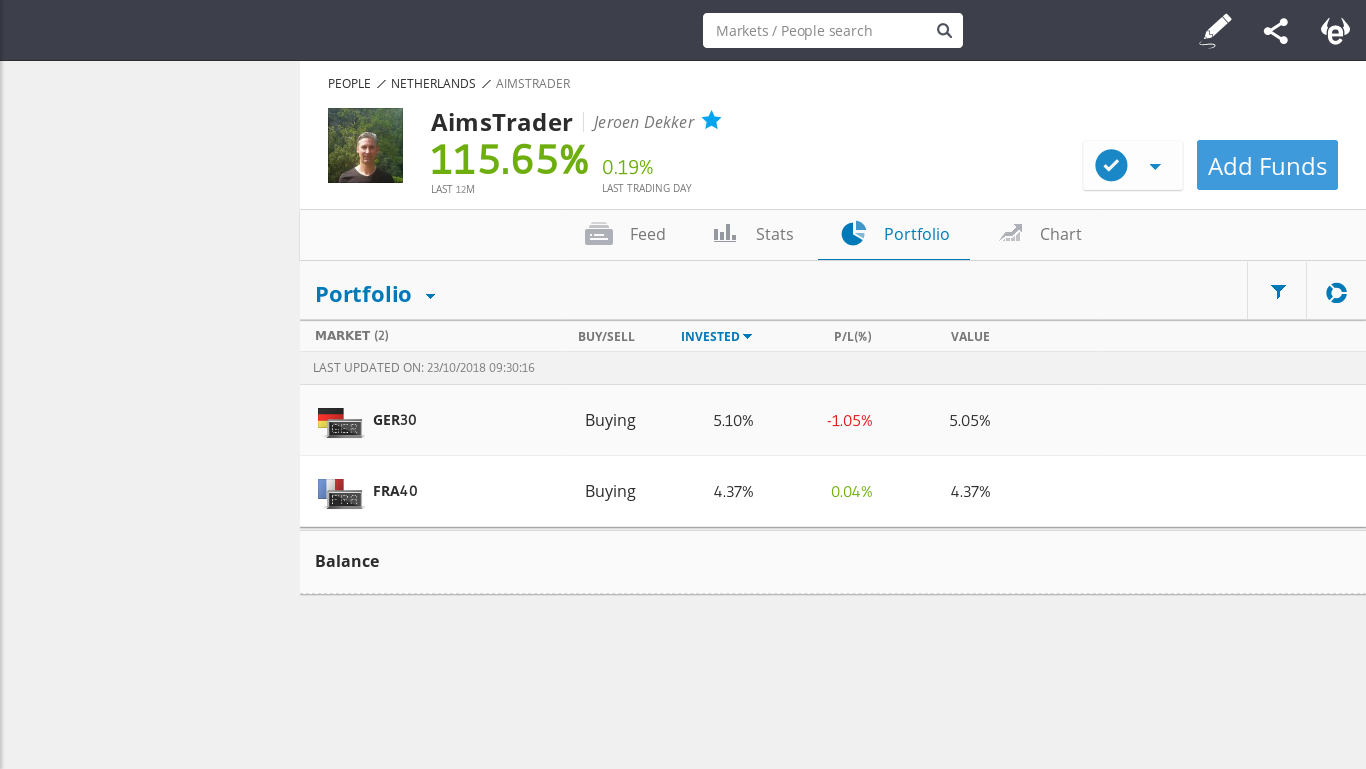 Markets / People search
PEOPLE / NETHERLANDS / AIMSTRADER
AimsTrader Jeroen Dekker
115.65% 0.19%
LAST 12M LAST TRADING DAY
Add Funds
Feed Stats Portfolio Chart
Portfolio
MARKET (2) BUY/SELL INVESTED P/L(%) VALUE
LAST UPDATED ON: 23/10/2018 09:30:16
GER GER30 Buying 5.10% -1.05% 5.05%
FRA FRA40 Buying 4.37% 0.04% 4.37%
Balance